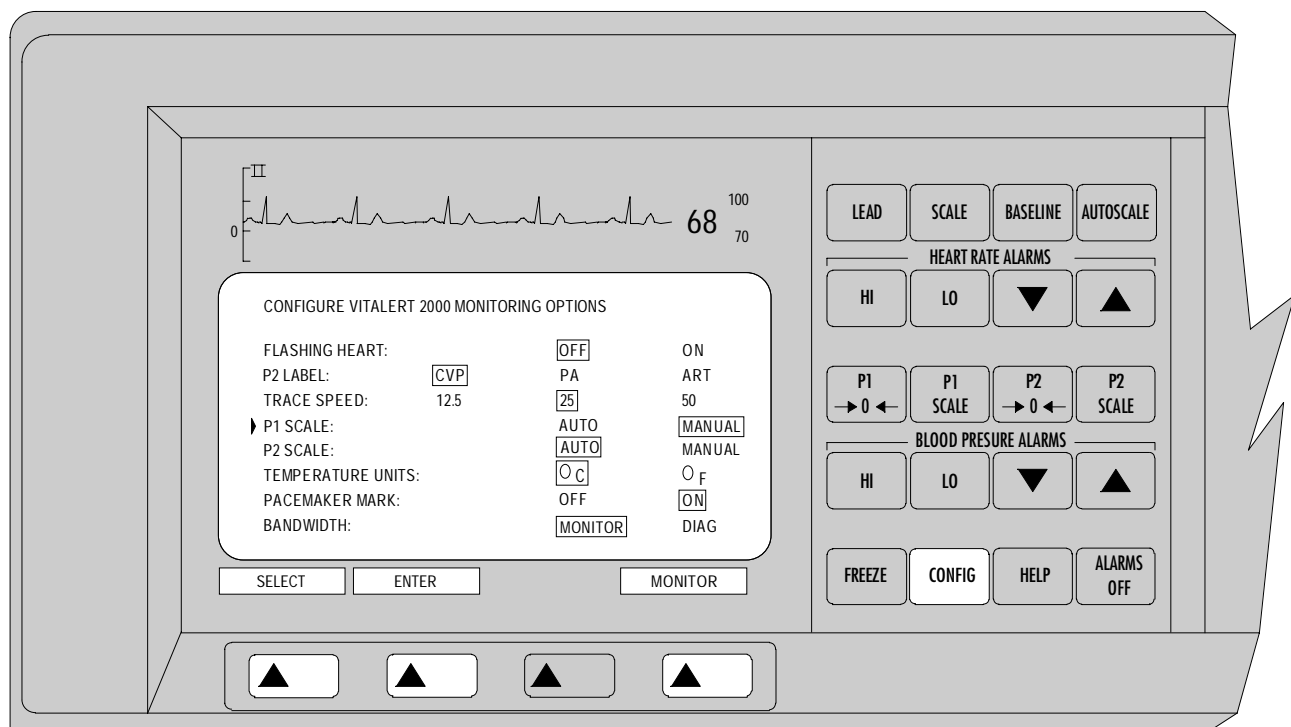 II
0
68
100
70
CONFIGURE VITALERT 2000 MONITORING OPTIONS
FLASHING HEART: OFF ON
P2 LABEL: CVP PA ART
TRACE SPEED: 12.5 25 50
P1 SCALE: AUTO MANUAL
P2 SCALE: AUTO MANUAL
TEMPERATURE UNITS: O C O F
PACEMAKER MARK: OFF ON
BANDWIDTH: MONITOR DIAG
SELECT ENTER MONITOR
LEAD SCALE BASELINE AUTOSCALE
HEART RATE ALARMS
HI LO ▼ ▲
P1 →0← P1 SCALE P2 →0← P2 SCALE
BLOOD PRESURE ALARMS
HI LO ▼ ▲
FREEZE CONFIG HELP ALARMS OFF